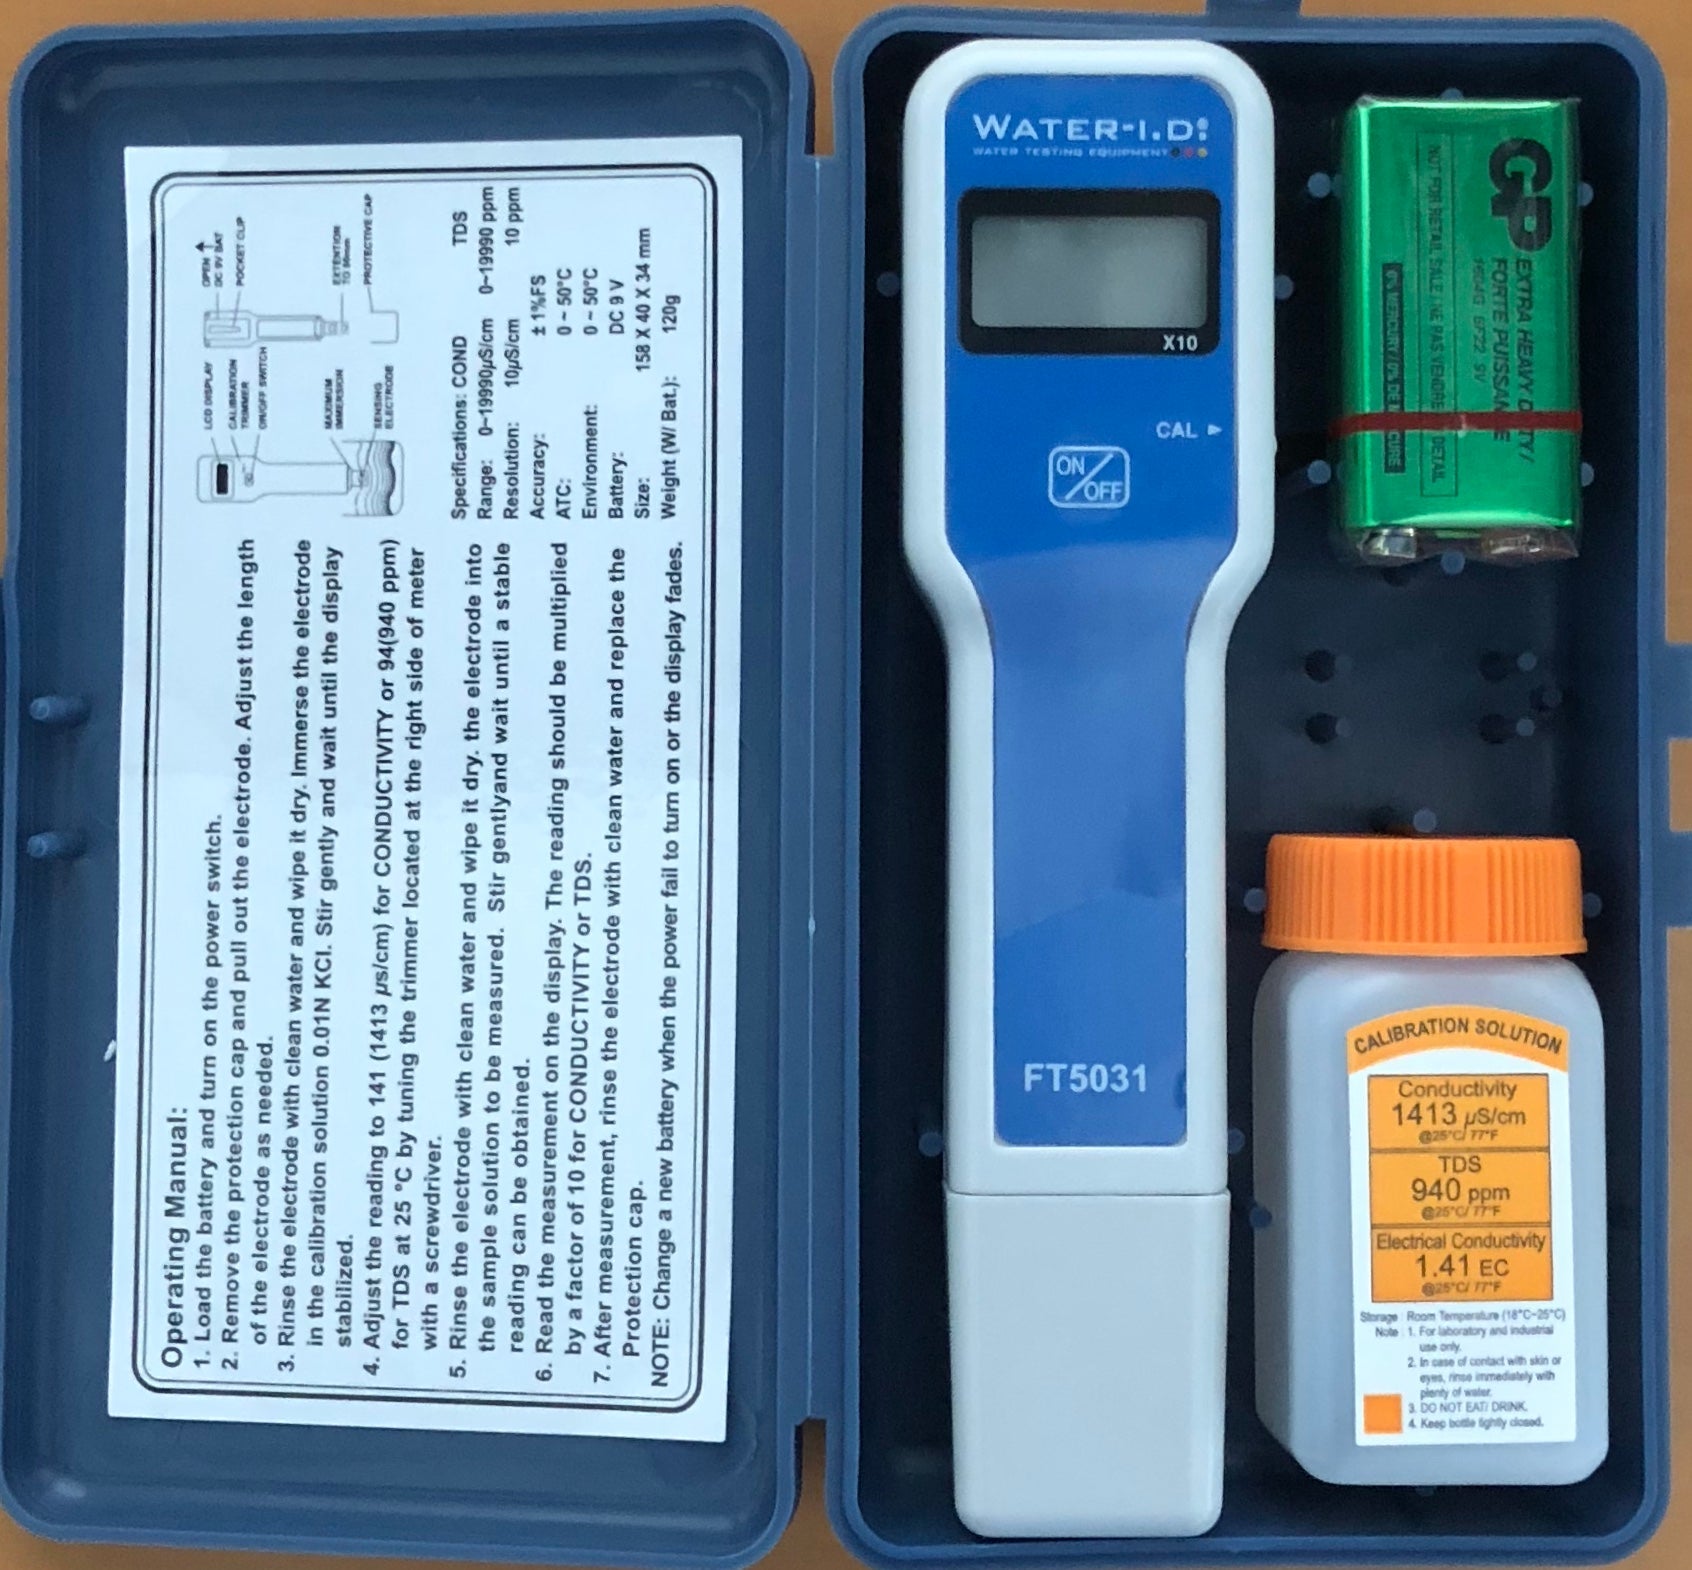 Operating Manual:
1. Load the battery and turn on the power switch.
2. Remove the protection cap and pull out the electrode. Adjust the length
of the electrode as needed.
3. Rinse the electrode with clean water and wipe it dry. Immerse the electrode
in the calibration solution 0.01N KCl. Stir gently and wait until the display
stabilized.
4. Adjust the reading to 141 (1413 µs/cm) for CONDUCTIVITY or 94(940 ppm)
for TDS at 25 °C by tuning the trimmer located at the right side of meter
with a screwdriver.
5. Rinse the electrode with clean water and wipe it dry. the electrode into
the sample solution to be measured. Stir gentlyand wait until a stable
reading can be obtained.
6. Read the measurement on the display. The reading should be multiplied
by a factor of 10 for CONDUCTIVITY or TDS.
7. After measurement, rinse the electrode with clean water and replace the
Protection cap.
NOTE: Change a new battery when the power fail to turn on or the display fades.
LCD DISPLAY
CALIBRATION
TRIMMER
ON/OFF SWITCH
MAXIMUM
IMMERSION
SENSING
ELECTRODE
OPEN
DC 9V BAT
POCKET CLIP
EXTENTION
PROTECTIVE CAP
Specifications: COND TDS
Range: 0~19990µS/cm 0~19990 ppm
Resolution: 10µS/cm 10 ppm
Accuracy: ± 1%FS
ATC: 0 ~ 50°C
Environment: 0 ~ 50°C
Battery: DC 9 V
Size: 158 X 40 X 34 mm
Weight (W/ Bat.): 120g
WATER-I.D.
WATER TESTING EQUIPMENT
X10
CAL
ON/OFF
FT5031
GP
EXTRA HEAVY DUTY/
FORTE PUISSANCE
1604G 6F22 9V
NOT FOR RETAIL SALE / NE PAS VENDRE DETAIL
CALIBRATION SOLUTION
Conductivity
1413 µS/cm
@25°C/ 77°F
TDS
940 ppm
@25°C/ 77°F
Electrical Conductivity
1.41 EC
@25°C/ 77°F
Storage : Room Temperature (18°C~25°C)
Note : 1. For laboratory and industrial
use only.
2. In case of contact with skin or
eyes, rinse immediately with
plenty of water.
3. DO NOT EAT/ DRINK.
4. Keep bottle tightly closed.